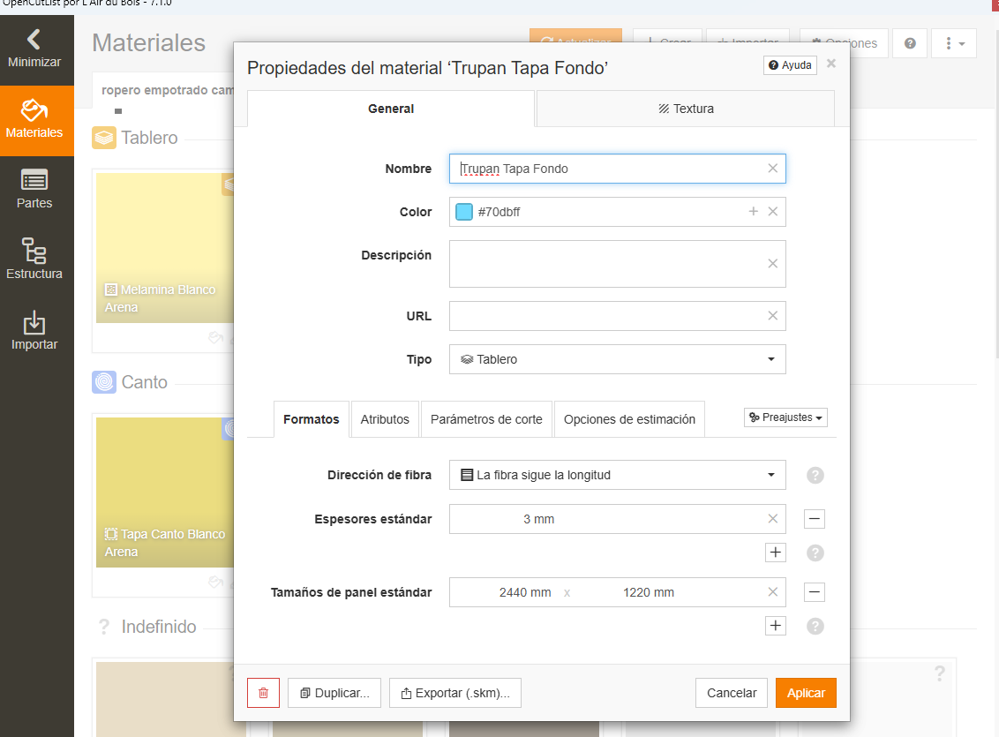 OpenCutList por L'Air du Bois - 7.1.0
Minimizar
Materiales
Partes
Estructura
Importar
Materiales
Actualizar
Crear
Importar
Opciones
ropero empotrado cam
Tablero
Melamina Blanco
Arena
Canto
Tapa Canto Blanco
Arena
Indefinido
Propiedades del material ‘Trupan Tapa Fondo’
Ayuda
General
Textura
Nombre
Trupan Tapa Fondo
Color
#70dbff
Descripción
URL
Tipo
Tablero
Formatos
Atributos
Parámetros de corte
Opciones de estimación
Preajustes
Dirección de fibra
La fibra sigue la longitud
Espesores estándar
3 mm
Tamaños de panel estándar
2440 mm x 1220 mm
Duplicar...
Exportar (.skm)...
Cancelar
Aplicar